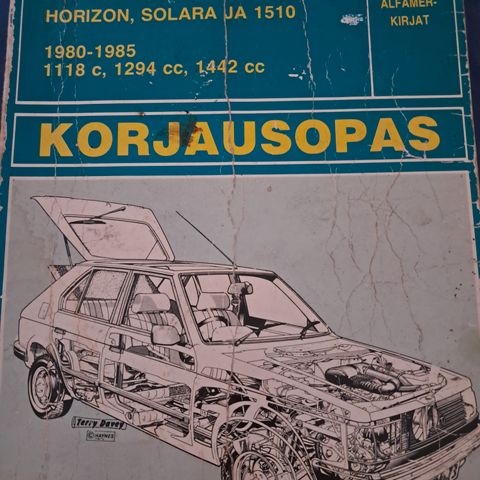 HORIZON, SOLARA JA 1510
ALFAMER-
KIRJAT
1980-1985
1118 c, 1294 cc, 1442 cc
KORJAUSOPAS
Terry Davey
© HAYNES